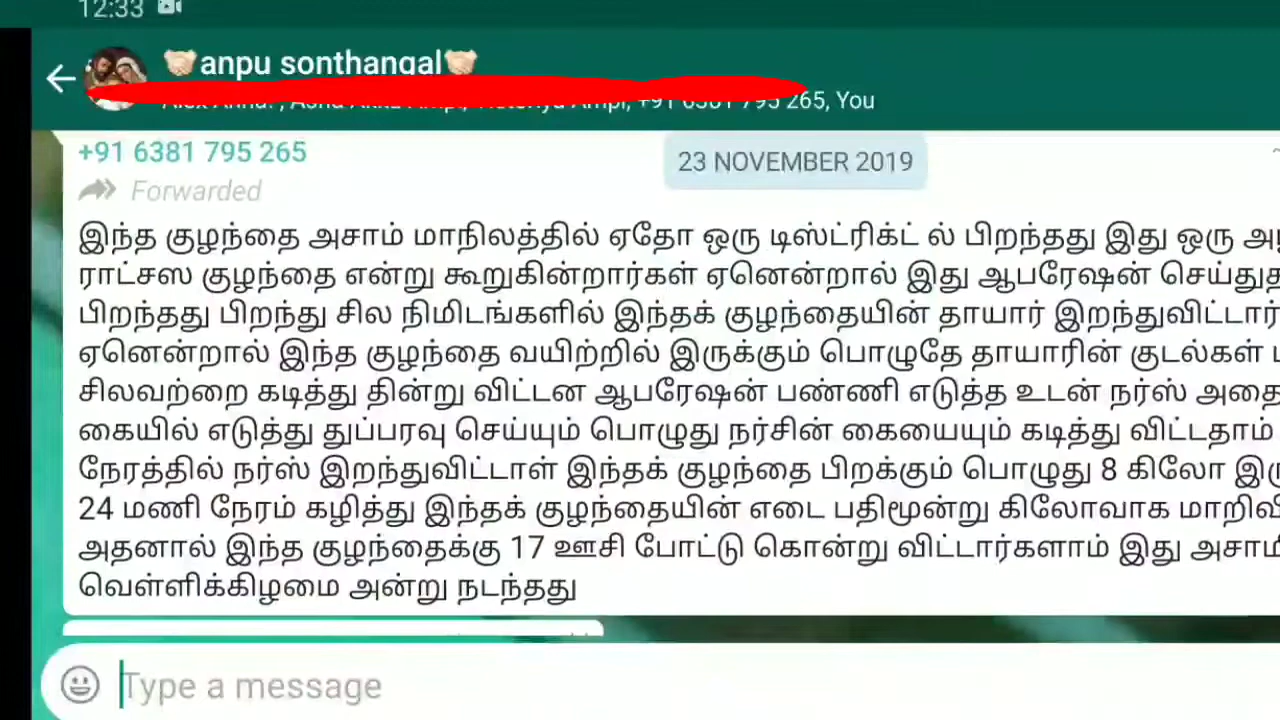 12:33
🤝anpu sonthangal🤝
265, You
+91 6381 795 265
23 NOVEMBER 2019
Forwarded
இந்த குழந்தை அசாம் மாநிலத்தில் ஏதோ ஒரு டிஸ்ட்ரிக்ட் ல் பிறந்தது இது ஒரு
ராட்சஸ குழந்தை என்று கூறுகின்றார்கள் ஏனென்றால் இது ஆபரேஷன்
பிறந்தது பிறந்து சில நிமிடங்களில் இந்தக் குழந்தையின் தாயார் இறந்துவிட்டார்
ஏனென்றால் இந்த குழந்தை வயிற்றில் இருக்கும் பொழுதே தாயாரின் குடல்கள்
சிலவற்றை கடித்து தின்று விட்டன ஆபரேஷன் பண்ணி எடுத்த உடன் நர்ஸ் அதை
கையில் எடுத்து துப்பரவு செய்யும் பொழுது நர்சின் கையையும் கடித்து விட்டதாம்
நேரத்தில் நர்ஸ் இறந்துவிட்டாள் இந்தக் குழந்தை பிறக்கும் பொழுது 8 கிலோ
24 மணி நேரம் கழித்து இந்தக் குழந்தையின் எடை பதிமூன்று கிலோவாக
அதனால் இந்த குழந்தைக்கு 17 ஊசி போட்டு கொன்று விட்டார்களாம் இது
வெள்ளிக்கிழமை அன்று நடந்தது
Type a message